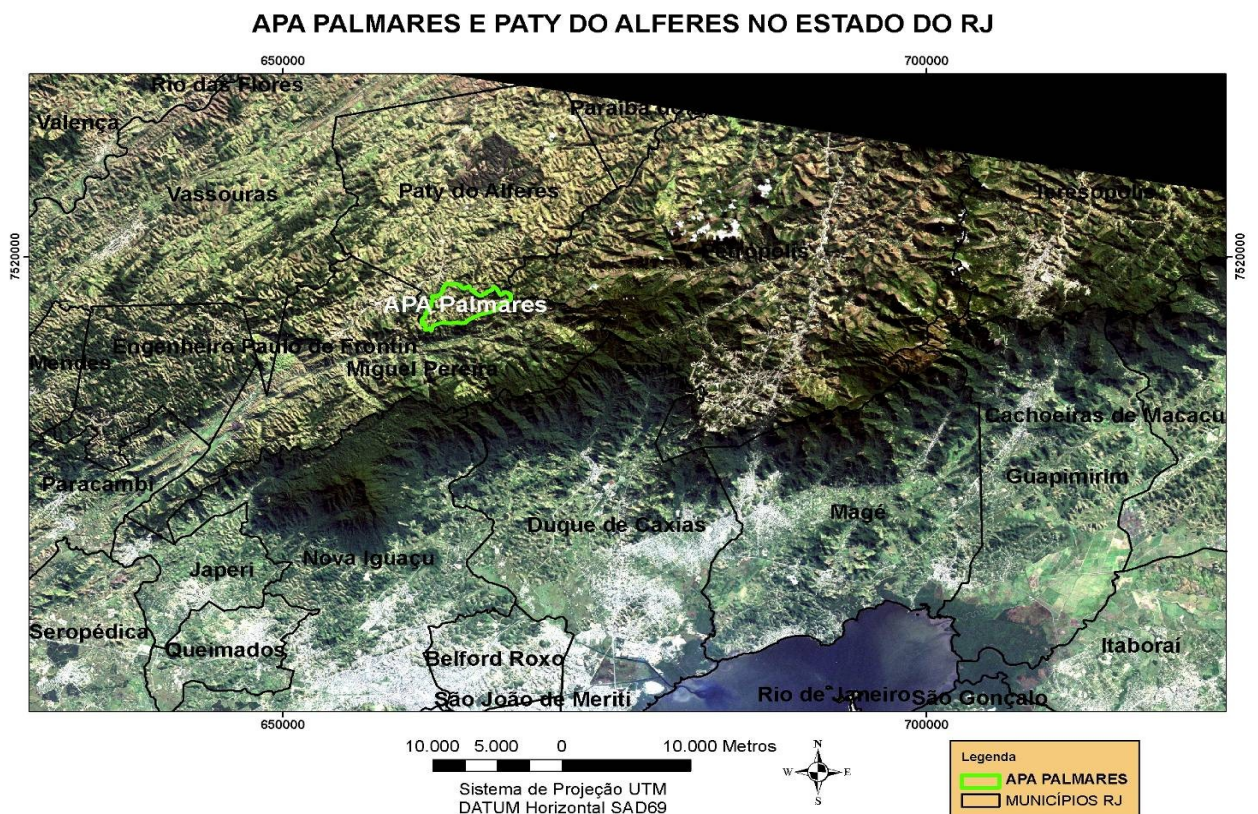 APA PALMARES E PATY DO ALFERES NO ESTADO DO RJ
650000
700000
Rio das Flores
Paraíba do
Valença
Vassouras
Paty do Alferes
7520000
7520000
APA Palmares
Engenheiro Paulo de Frontin
Mendes
Miguel Pereira
Cachoeiras de Macacu
Paracambi
Guapimirim
Duque de Caxias
Magé
Nova Iguaçu
Japeri
Seropédica
Queimados
Belford Roxo
Itaboraí
São João de Meriti
Rio de Janeiro
São Gonçalo
650000
700000
10.000 5.000 0 10.000 Metros
Sistema de Projeção UTM
DATUM Horizontal SAD69
N
W E
S
Legenda
APA PALMARES
MUNICÍPIOS RJ